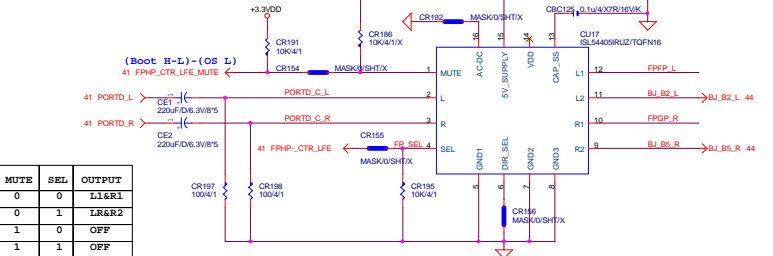 +3.3VDD
CR192
MASK/0/SHT/X
CBC125
0.1u/4/X7R/16V/K
CR191
10K/4/1
CR186
10K/4/1/X
CU17
ISL54405IRUZ/TQFN16
16
15
14
13
AC-DC
5V_SUPPLY
VDD
CAP_SS
(Boot H-L)-(OS L)
41 FPHP_CTR_LFE_MUTE
CR154
MASK/0/SHT/X
1
MUTE
L1
12
FPFP_L
41 PORTD_L
CE1
220uF/D/6.3V/8*5
PORTD_C_L
2
L
L2
11
BJ_B2_L
BJ_B2_L 44
41 PORTD_R
CE2
220uF/D/6.3V/8*5
PORTD_C_R
3
R
R1
10
FPGP_R
41 FPHP-_CTR_LFE
CR155
MASK/0/SHT/X
FP_SEL
4
SEL
R2
9
BJ_B5_R
BJ_B5_R 44
GND1
DIR_SEL
GND2
GND3
5
6
7
8
CR197
100/4/1
CR198
100/4/1
CR195
10K/4/1
CR156
MASK/0/SHT/X
MUTE SEL OUTPUT
0 0 L1&R1
0 1 LR&R2
1 0 OFF
1 1 OFF